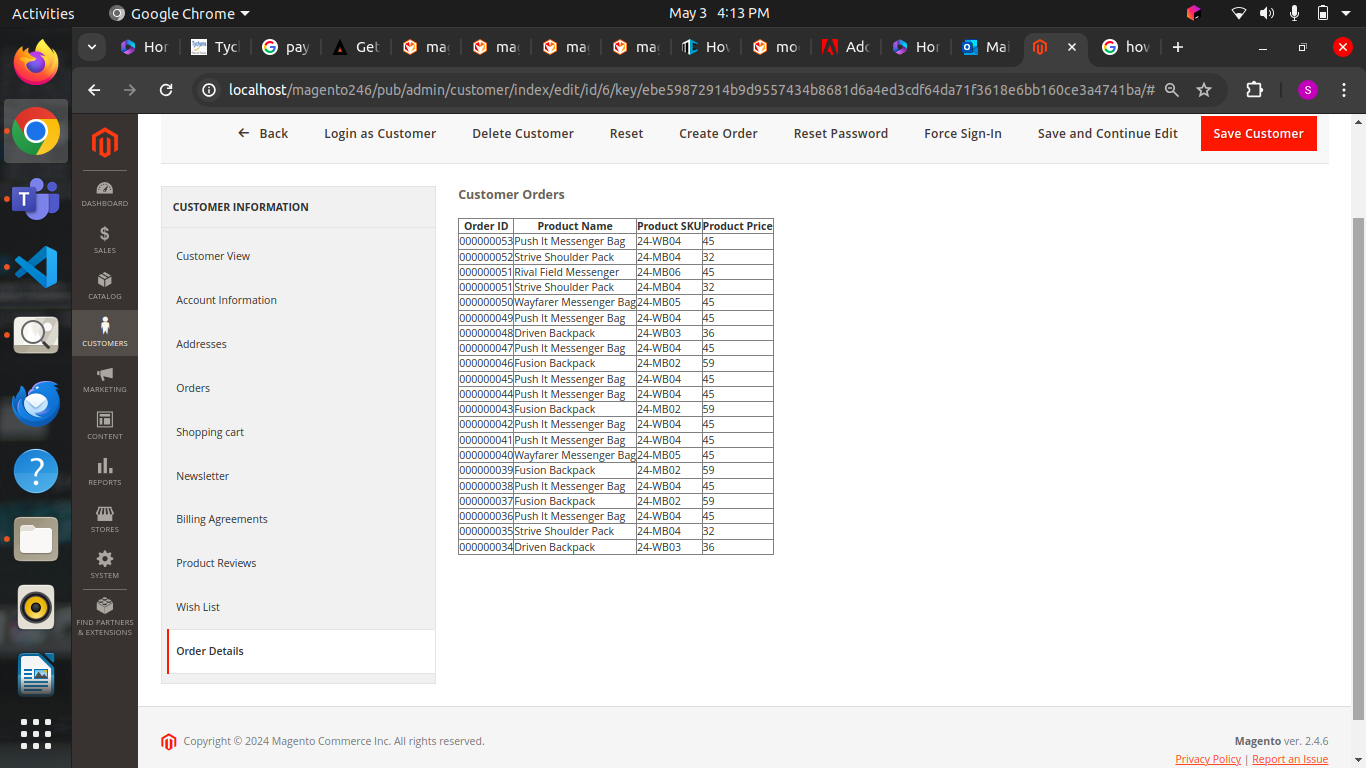 Activities Google Chrome May 3 4:13 PM
Hor Tycl pay Get mag mag mag mag Hov mo Adc Hor Mai hov
localhost/magento246/pub/admin/customer/index/edit/id/6/key/ebe59872914b9d9557434b8681d6a4ed3cdf64da71f3618e6bb160ce3a4741ba/# S
Back Login as Customer Delete Customer Reset Create Order Reset Password Force Sign-In Save and Continue Edit Save Customer
DASHBOARD
SALES
CATALOG
CUSTOMERS
MARKETING
CONTENT
REPORTS
STORES
SYSTEM
FIND PARTNERS
& EXTENSIONS
CUSTOMER INFORMATION
Customer View
Account Information
Addresses
Orders
Shopping cart
Newsletter
Billing Agreements
Product Reviews
Wish List
Order Details
Customer Orders
Order ID Product Name Product SKU Product Price
000000053 Push It Messenger Bag 24-WB04 45
000000052 Strive Shoulder Pack 24-MB04 32
000000051 Rival Field Messenger 24-MB06 45
000000051 Strive Shoulder Pack 24-MB04 32
000000050 Wayfarer Messenger Bag 24-MB05 45
000000049 Push It Messenger Bag 24-WB04 45
000000048 Driven Backpack 24-WB03 36
000000047 Push It Messenger Bag 24-WB04 45
000000046 Fusion Backpack 24-MB02 59
000000045 Push It Messenger Bag 24-WB04 45
000000044 Push It Messenger Bag 24-WB04 45
000000043 Fusion Backpack 24-MB02 59
000000042 Push It Messenger Bag 24-WB04 45
000000041 Push It Messenger Bag 24-WB04 45
000000040 Wayfarer Messenger Bag 24-MB05 45
000000039 Fusion Backpack 24-MB02 59
000000038 Push It Messenger Bag 24-WB04 45
000000037 Fusion Backpack 24-MB02 59
000000036 Push It Messenger Bag 24-WB04 45
000000035 Strive Shoulder Pack 24-MB04 32
000000034 Driven Backpack 24-WB03 36
Copyright © 2024 Magento Commerce Inc. All rights reserved. Magento ver. 2.4.6
Privacy Policy | Report an Issue